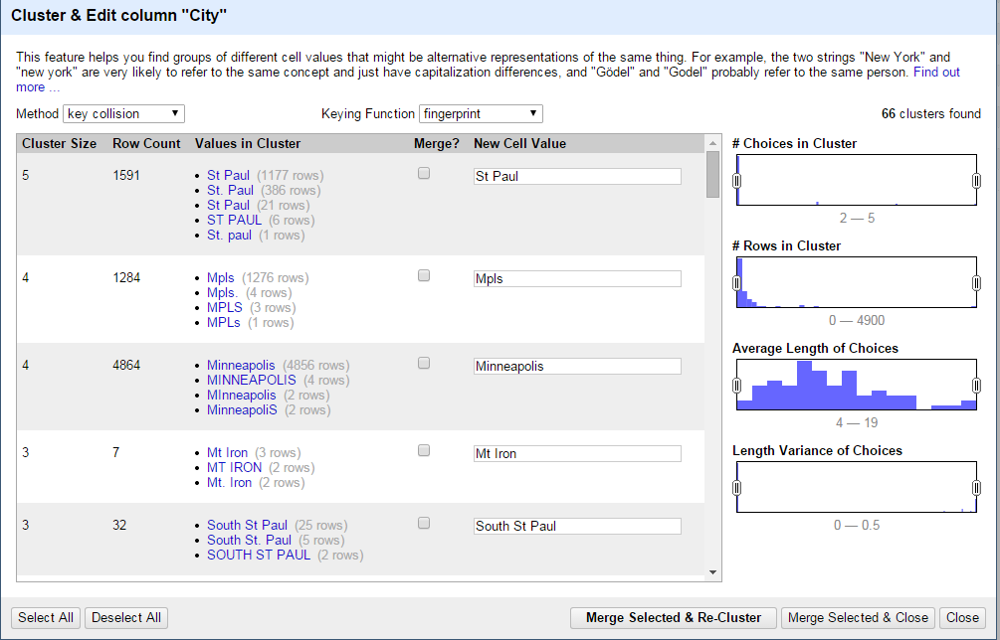 Cluster & Edit column "City"
This feature helps you find groups of different cell values that might be alternative representations of the same thing. For example, the two strings "New York" and
"new york" are very likely to refer to the same concept and just have capitalization differences, and "Gödel" and "Godel" probably refer to the same person. Find out
more ...
Method key collision Keying Function fingerprint 66 clusters found
Cluster Size Row Count Values in Cluster Merge? New Cell Value
5 1591 • St Paul (1177 rows) St Paul
• St. Paul (386 rows)
• St Paul (21 rows)
• ST PAUL (6 rows)
• St. paul (1 rows)
4 1284 • Mpls (1276 rows) Mpls
• Mpls. (4 rows)
• MPLS (3 rows)
• MPLs (1 rows)
4 4864 • Minneapolis (4856 rows) Minneapolis
• MINNEAPOLIS (4 rows)
• MInneapolis (2 rows)
• MinneapoliS (2 rows)
3 7 • Mt Iron (3 rows) Mt Iron
• MT IRON (2 rows)
• Mt. Iron (2 rows)
3 32 • South St Paul (25 rows) South St Paul
• South St. Paul (5 rows)
• SOUTH ST PAUL (2 rows)
# Choices in Cluster
2 — 5
# Rows in Cluster
0 — 4900
Average Length of Choices
4 — 19
Length Variance of Choices
0 — 0.5
Select All Deselect All Merge Selected & Re-Cluster Merge Selected & Close Close